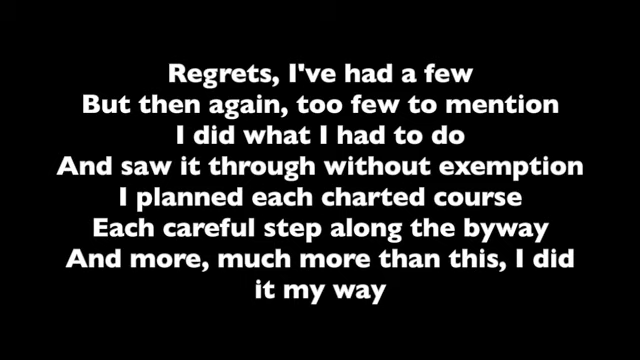 Regrets, I've had a few
But then again, too few to mention
I did what I had to do
And saw it through without exemption
I planned each charted course
Each careful step along the byway
And more, much more than this, I did
it my way